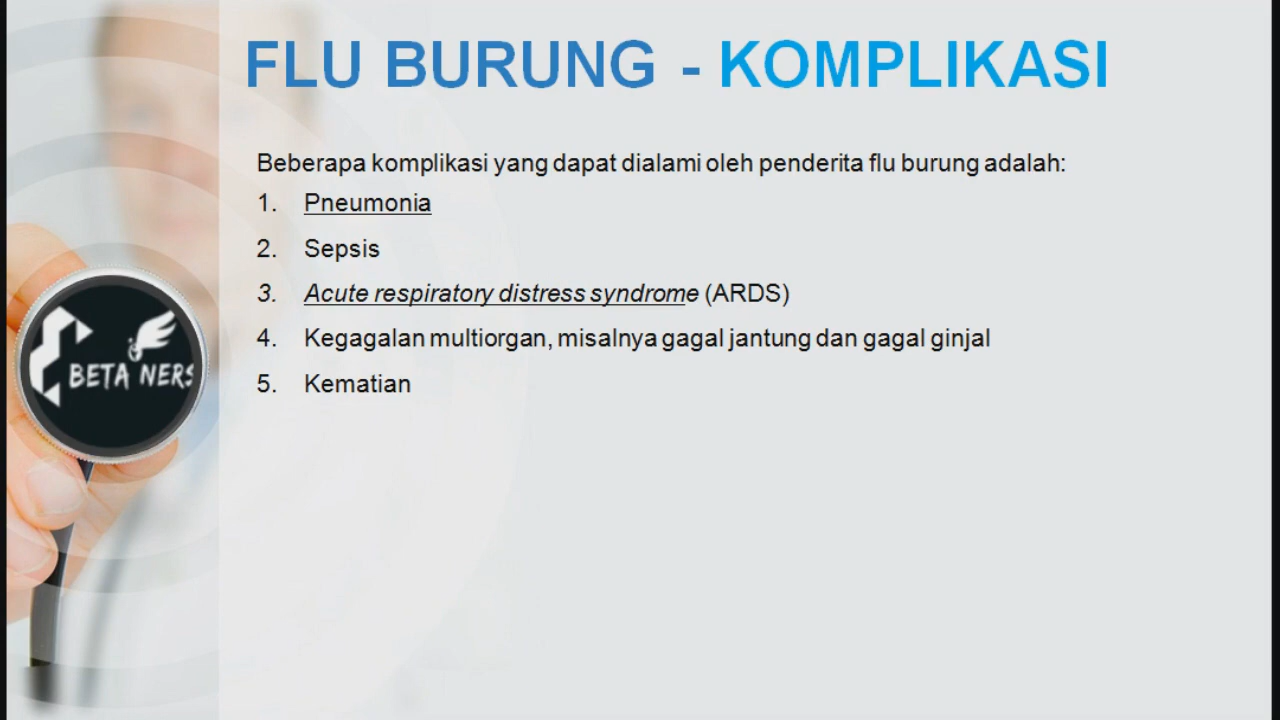 FLU BURUNG - KOMPLIKASI
Beberapa komplikasi yang dapat dialami oleh penderita flu burung adalah:
1. Pneumonia
2. Sepsis
3. Acute respiratory distress syndrome (ARDS)
4. Kegagalan multiorgan, misalnya gagal jantung dan gagal ginjal
5. Kematian
BETA NERS